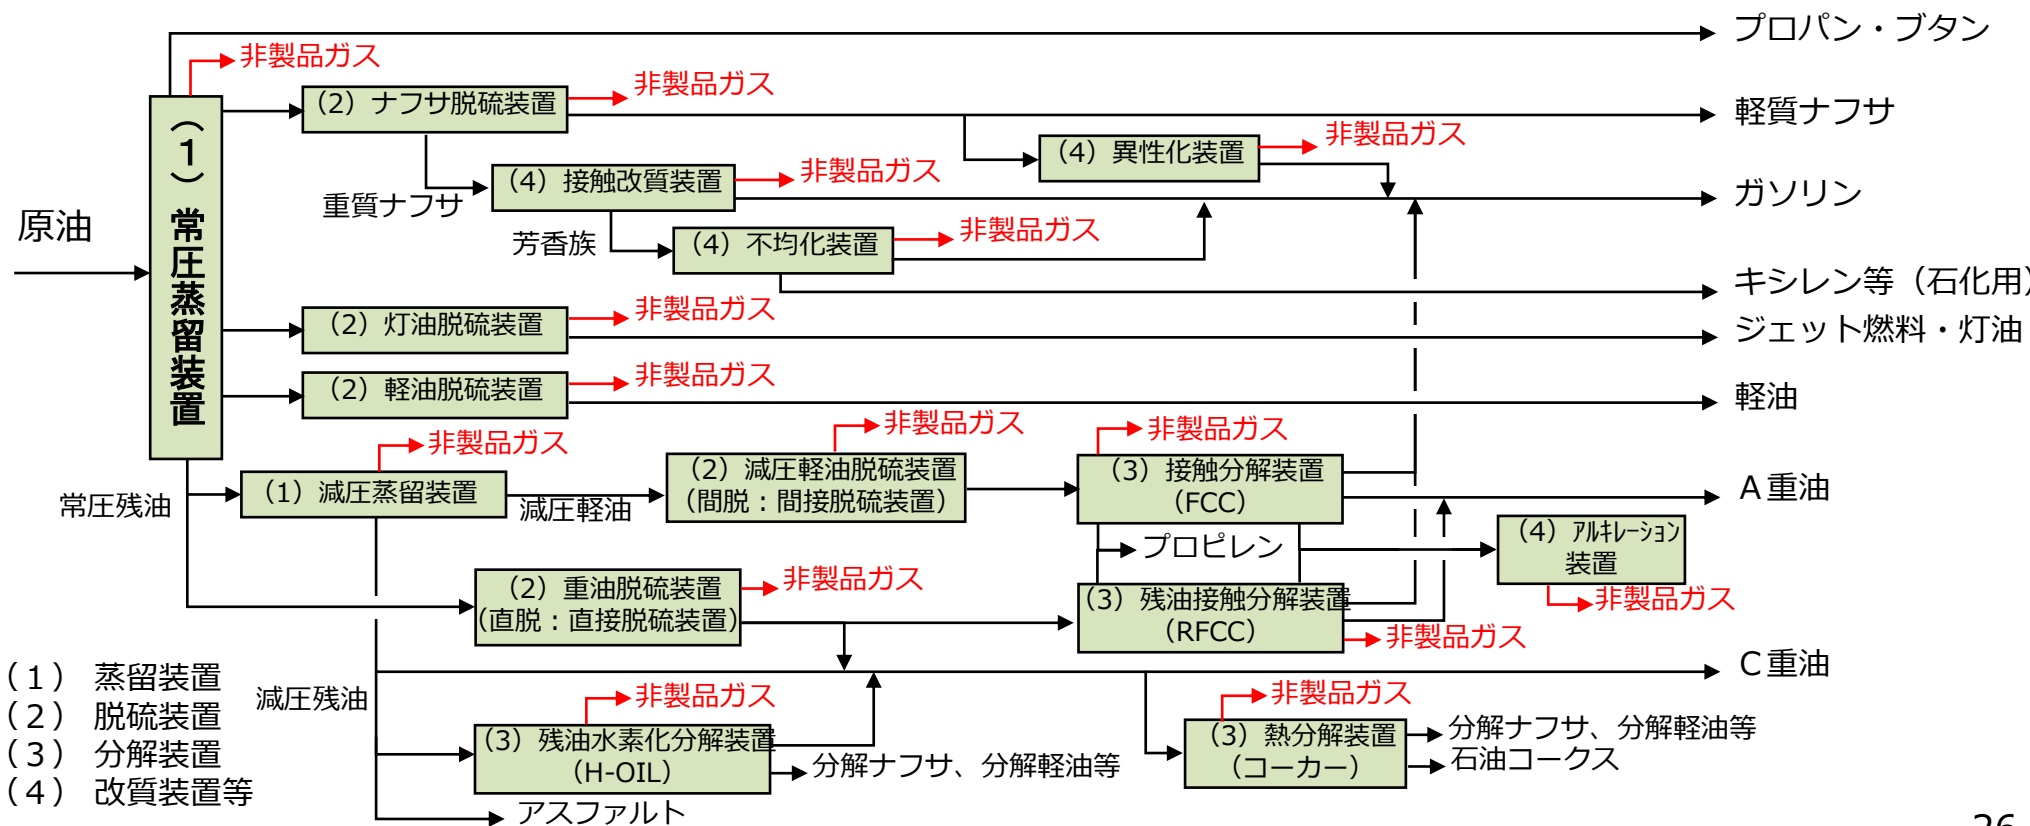 プロパン・ブタン
非製品ガス
(2) ナフサ脱硫装置
非製品ガス
軽質ナフサ
(4) 異性化装置
非製品ガス
(4) 接触改質装置
非製品ガス
重質ナフサ
ガソリン
原油
(1) 常圧蒸留装置
芳香族
(4) 不均化装置
非製品ガス
キシレン等（石化用）
(2) 灯油脱硫装置
非製品ガス
ジェット燃料・灯油
(2) 軽油脱硫装置
非製品ガス
軽油
常圧残油
(1) 減圧蒸留装置
非製品ガス
減圧軽油
(2) 減圧軽油脱硫装置
(間脱：間接脱硫装置)
非製品ガス
(3) 接触分解装置
(FCC)
非製品ガス
A重油
プロピレン
(4) ｱﾙｷﾚｰｼｮﾝ
装置
非製品ガス
(2) 重油脱硫装置
(直脱：直接脱硫装置)
非製品ガス
(3) 残油接触分解装置
(RFCC)
非製品ガス
C重油
減圧残油
(3) 残油水素化分解装置
(H-OIL)
非製品ガス
分解ナフサ、分解軽油等
(3) 熱分解装置
(コーカー)
非製品ガス
分解ナフサ、分解軽油等
石油コークス
アスファルト
(１) 蒸留装置
(２) 脱硫装置
(３) 分解装置
(４) 改質装置等